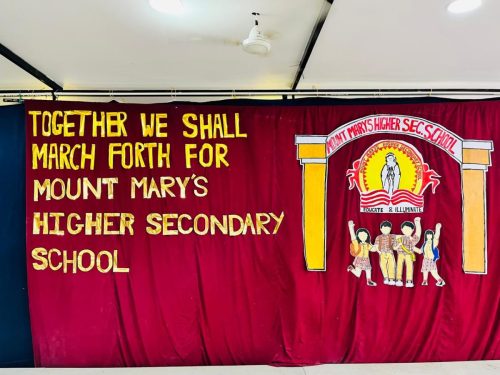 TOGETHER WE SHALL
MARCH FORTH FOR
MOUNT MARY'S
HIGHER SECONDARY
SCHOOL
MOUNT MARY'S HIGHER SEC. SCHOOL
EDUCATE & ILLUMINATE